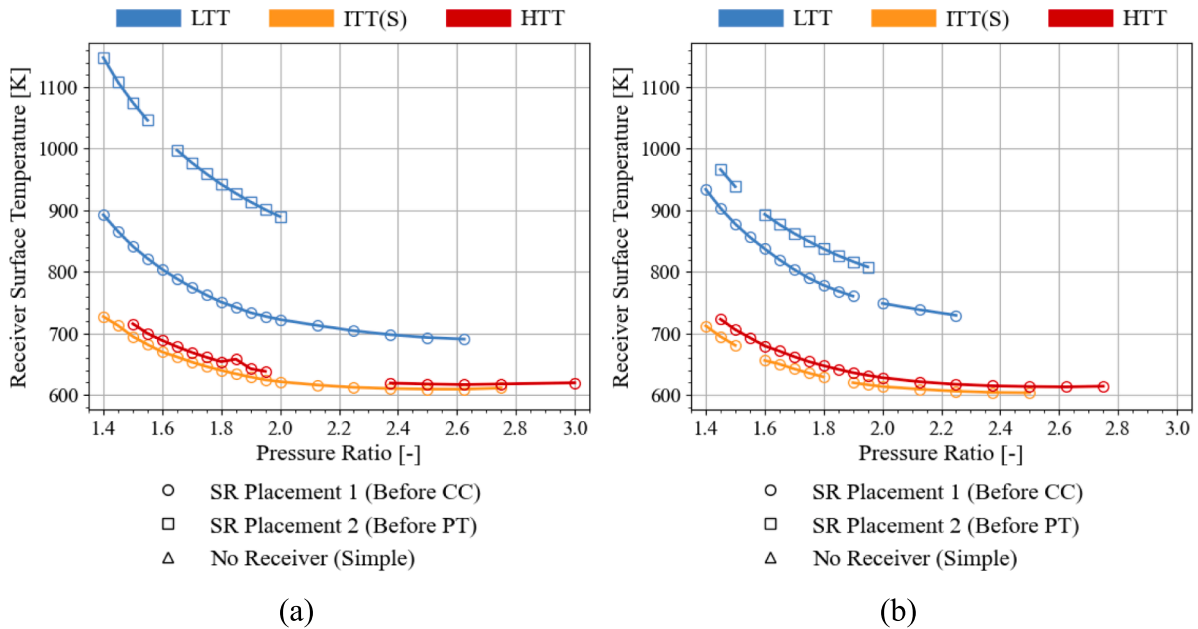 LTT ITT(S) HTT
Receiver Surface Temperature [K]
1100
1000
900
800
700
600
1.4 1.6 1.8 2.0 2.2 2.4 2.6 2.8 3.0
Pressure Ratio [-]
SR Placement 1 (Before CC)
SR Placement 2 (Before PT)
No Receiver (Simple)
(a)
LTT ITT(S) HTT
Receiver Surface Temperature [K]
1100
1000
900
800
700
600
1.4 1.6 1.8 2.0 2.2 2.4 2.6 2.8 3.0
Pressure Ratio [-]
SR Placement 1 (Before CC)
SR Placement 2 (Before PT)
No Receiver (Simple)
(b)